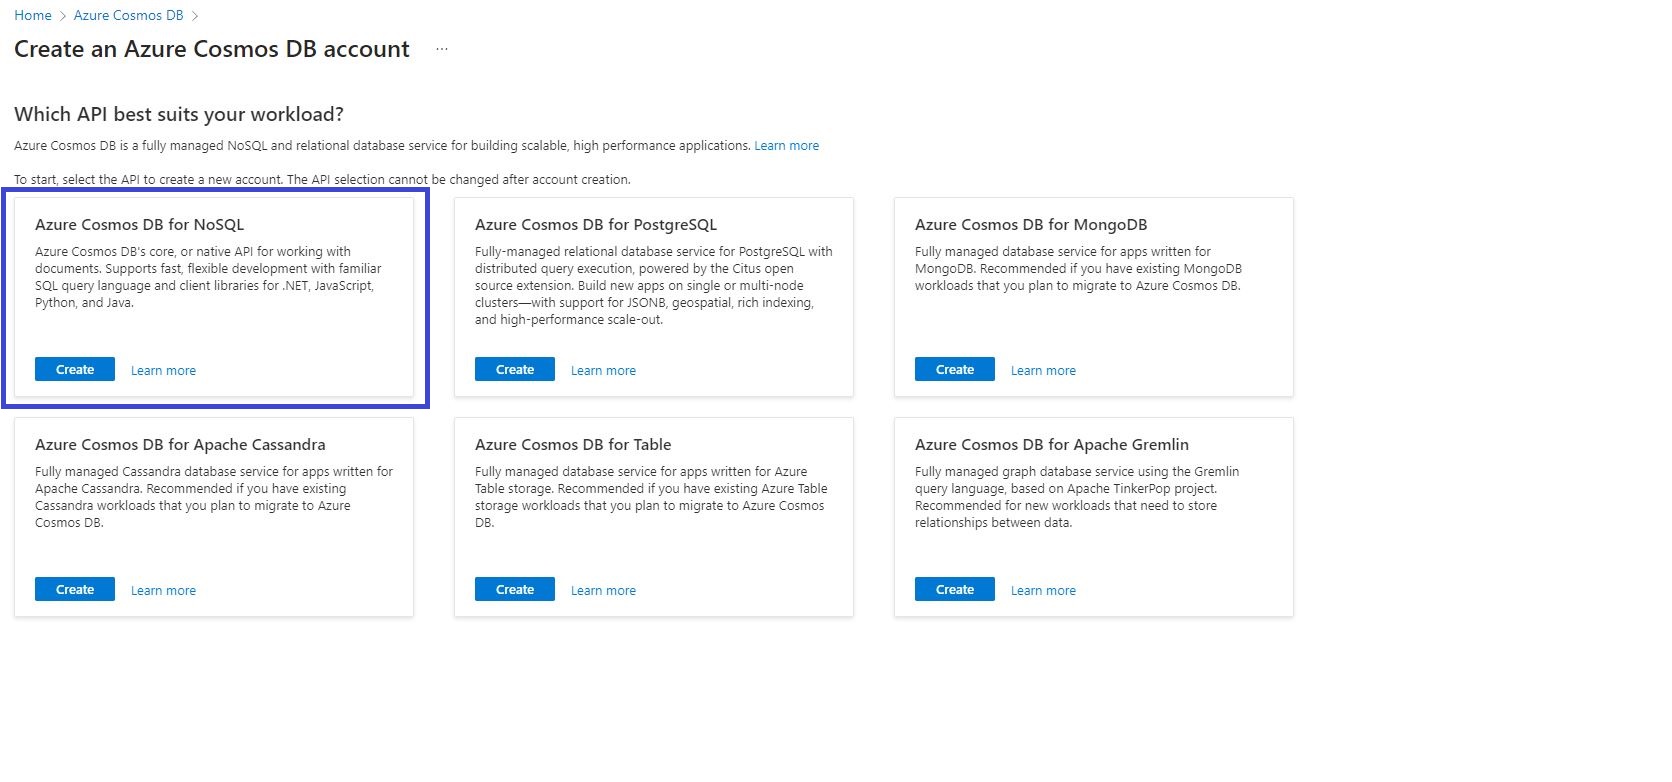 Home > Azure Cosmos DB >
Create an Azure Cosmos DB account ...
Which API best suits your workload?
Azure Cosmos DB is a fully managed NoSQL and relational database service for building scalable, high performance applications. Learn more
To start, select the API to create a new account. The API selection cannot be changed after account creation.
Azure Cosmos DB for NoSQL
Azure Cosmos DB's core, or native API for working with
documents. Supports fast, flexible development with familiar
SQL query language and client libraries for .NET, JavaScript,
Python, and Java.
Create Learn more
Azure Cosmos DB for PostgreSQL
Fully-managed relational database service for PostgreSQL with
distributed query execution, powered by the Citus open
source extension. Build new apps on single or multi-node
clusters—with support for JSONB, geospatial, rich indexing,
and high-performance scale-out.
Create Learn more
Azure Cosmos DB for MongoDB
Fully managed database service for apps written for
MongoDB. Recommended if you have existing MongoDB
workloads that you plan to migrate to Azure Cosmos DB.
Create Learn more
Azure Cosmos DB for Apache Cassandra
Fully managed Cassandra database service for apps written for
Apache Cassandra. Recommended if you have existing
Cassandra workloads that you plan to migrate to Azure
Cosmos DB.
Create Learn more
Azure Cosmos DB for Table
Fully managed database service for apps written for Azure
Table storage. Recommended if you have existing Azure Table
storage workloads that you plan to migrate to Azure Cosmos
DB.
Create Learn more
Azure Cosmos DB for Apache Gremlin
Fully managed graph database service using the Gremlin
query language, based on Apache TinkerPop project.
Recommended for new workloads that need to store
relationships between data.
Create Learn more